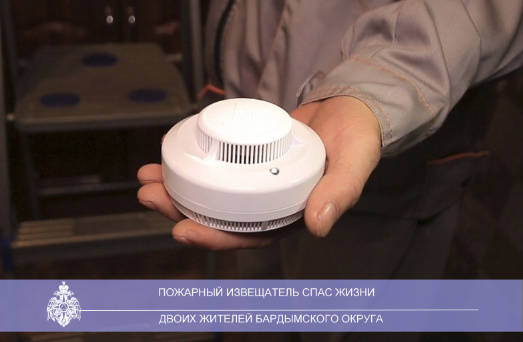 ПОЖАРНЫЙ ИЗВЕЩАТЕЛЬ СПАС ЖИЗНИ
ДВОИХ ЖИТЕЛЕЙ БАРДЫМСКОГО ОКРУГА